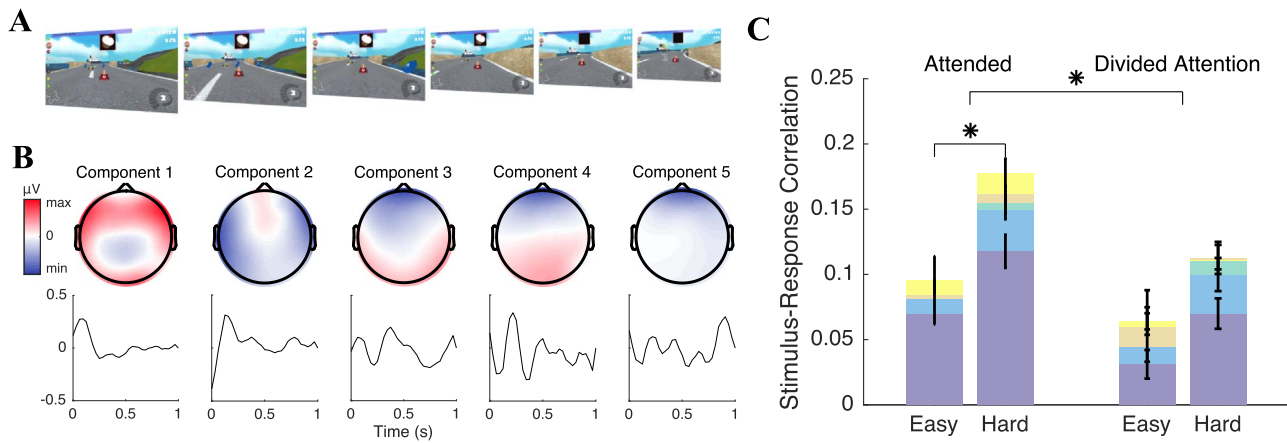 A
B
Component 1
Component 2
Component 3
Component 4
Component 5
µV
max
0
min
0.5
0
-0.5
0
0.5
1
0
0.5
1
0
0.5
1
0
0.5
1
0
0.5
1
Time (s)
C
Attended
Divided Attention
*
*
Stimulus-Response Correlation
0.25
0.2
0.15
0.1
0.05
0
Easy
Hard
Easy
Hard